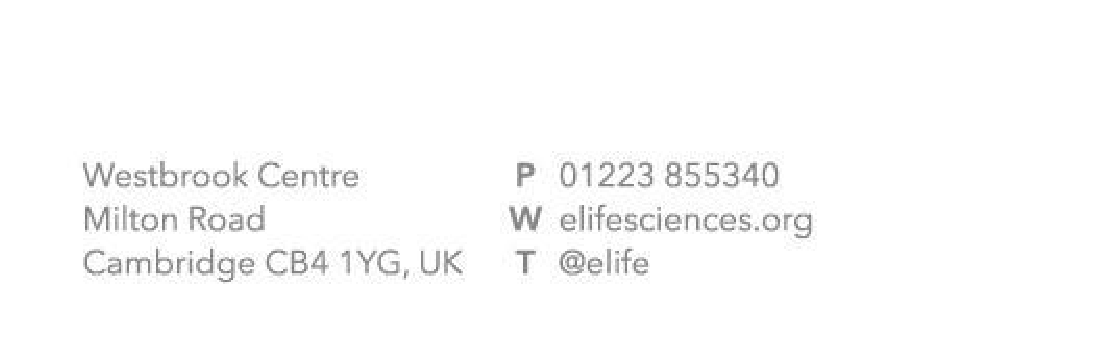 Westbrook Centre
Milton Road
Cambridge CB4 1YG, UK
P 01223 855340
W elifesciences.org
T @elife